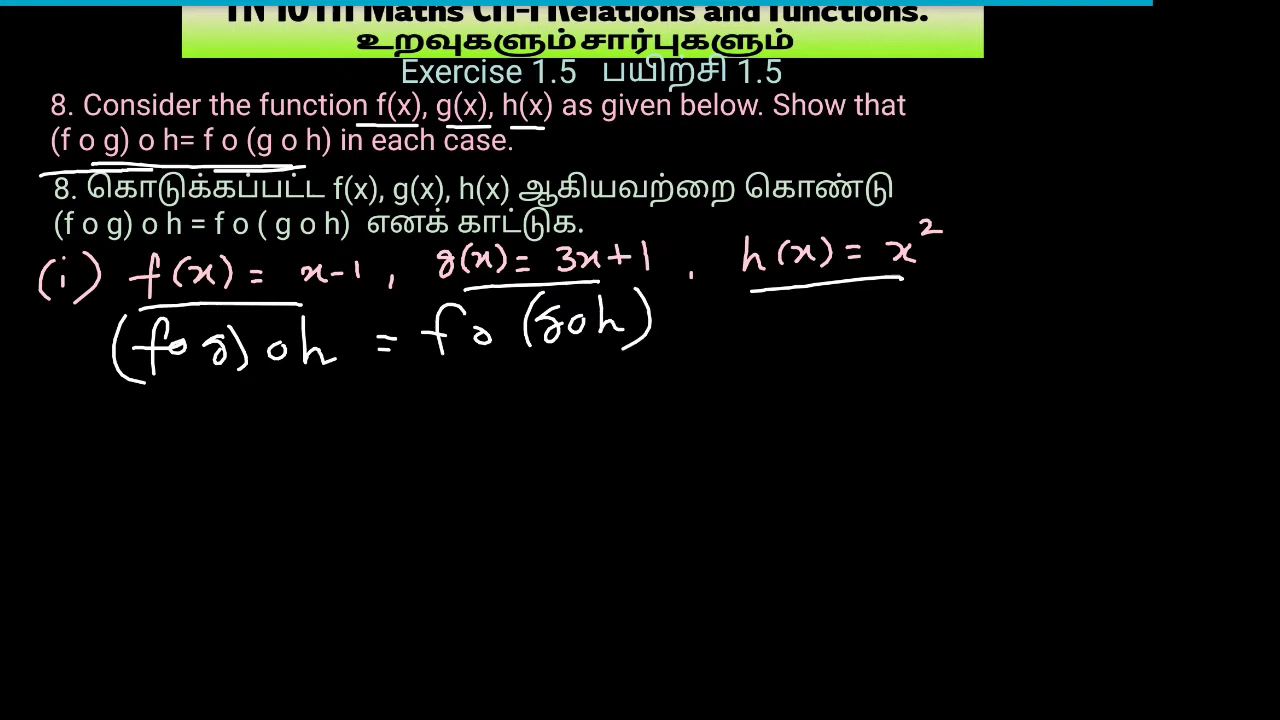 TN 10TH Maths CH-1 Relations and functions.
உறவுகளும் சார்புகளும்
Exercise 1.5 பயிற்சி 1.5
8. Consider the function f(x), g(x), h(x) as given below. Show that
(f o g) o h= f o (g o h) in each case.
8. கொடுக்கப்பட்ட f(x), g(x), h(x) ஆகியவற்றை கொண்டு
(f o g) o h = f o ( g o h) எனக் காட்டுக.
(i) f(x) = x-1, g(x) = 3x+1, h(x) = x²
(fog) oh = fo (goh)